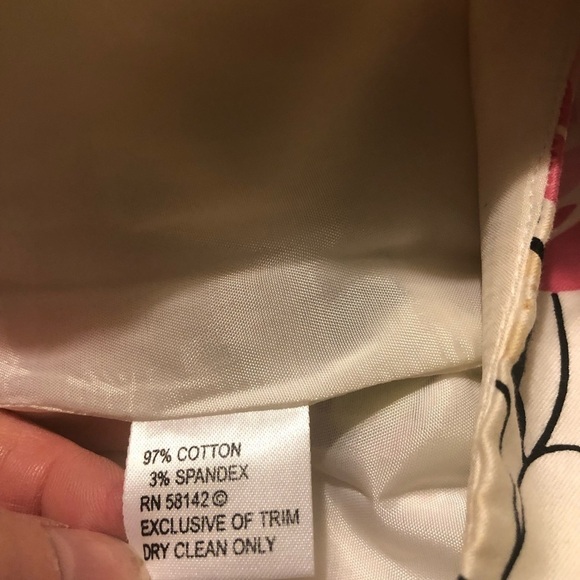 97% COTTON
3% SPANDEX
RN 58142 ©
EXCLUSIVE OF TRIM
DRY CLEAN ONLY